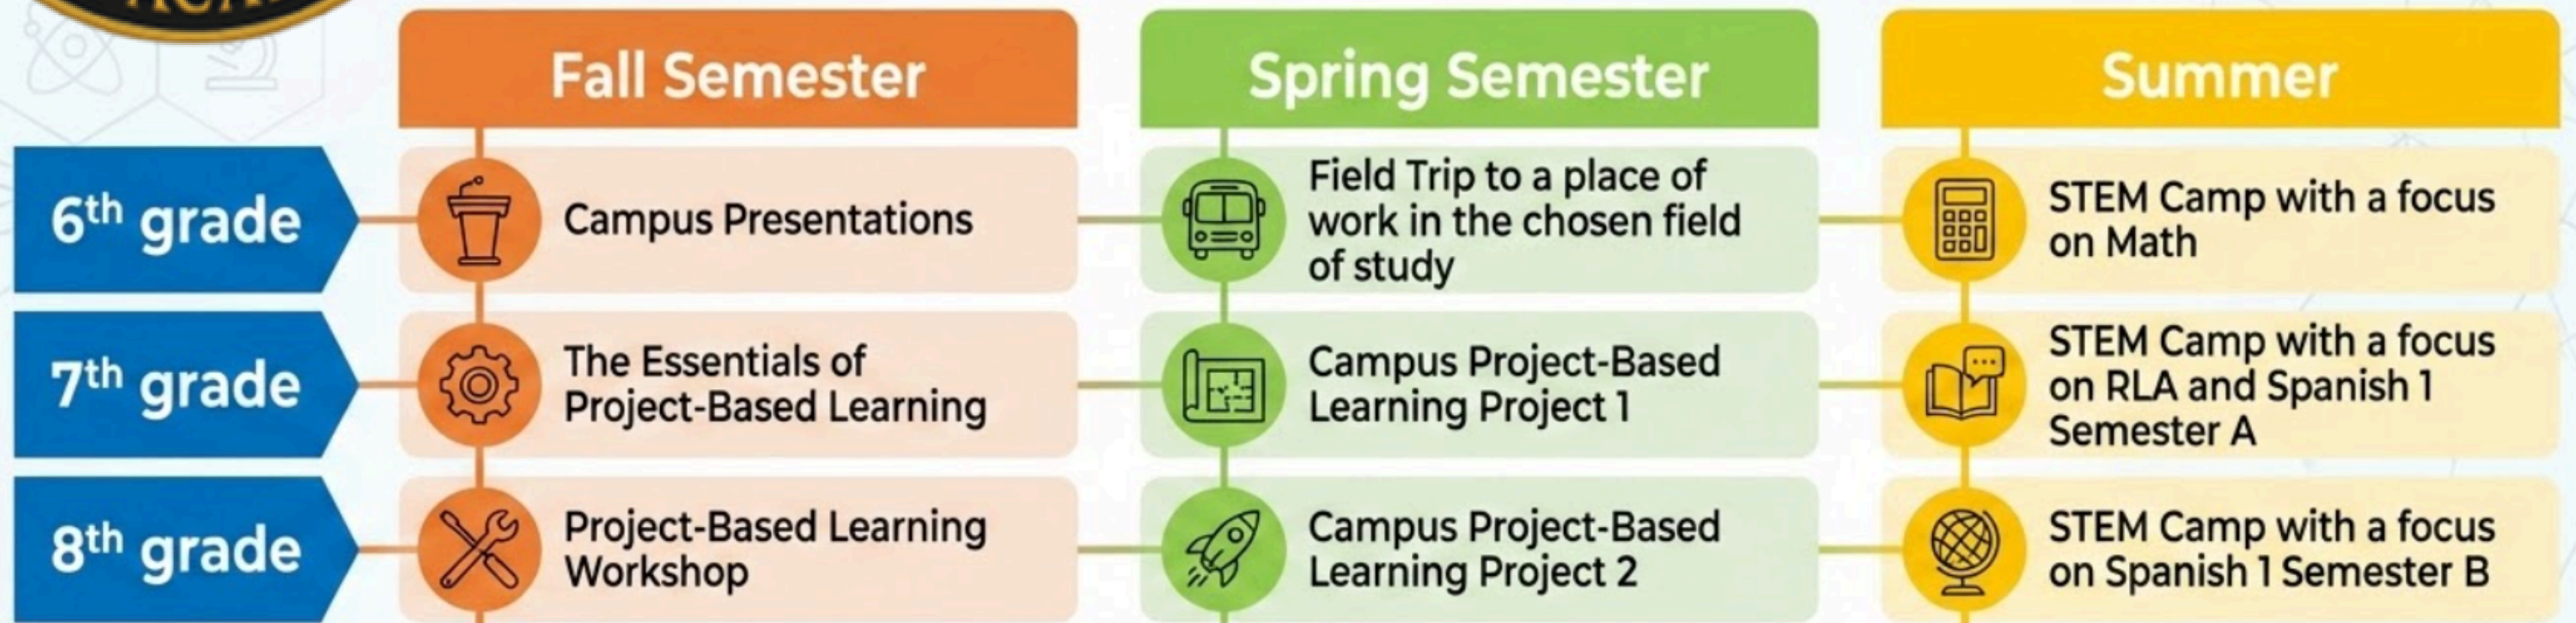 Fall Semester
Spring Semester
Summer
6th grade
Campus Presentations
Field Trip to a place of
work in the chosen field
of study
STEM Camp with a focus
on Math
7th grade
The Essentials of
Project-Based Learning
Campus Project-Based
Learning Project 1
STEM Camp with a focus
on RLA and Spanish 1
Semester A
8th grade
Project-Based Learning
Workshop
Campus Project-Based
Learning Project 2
STEM Camp with a focus
on Spanish 1 Semester B